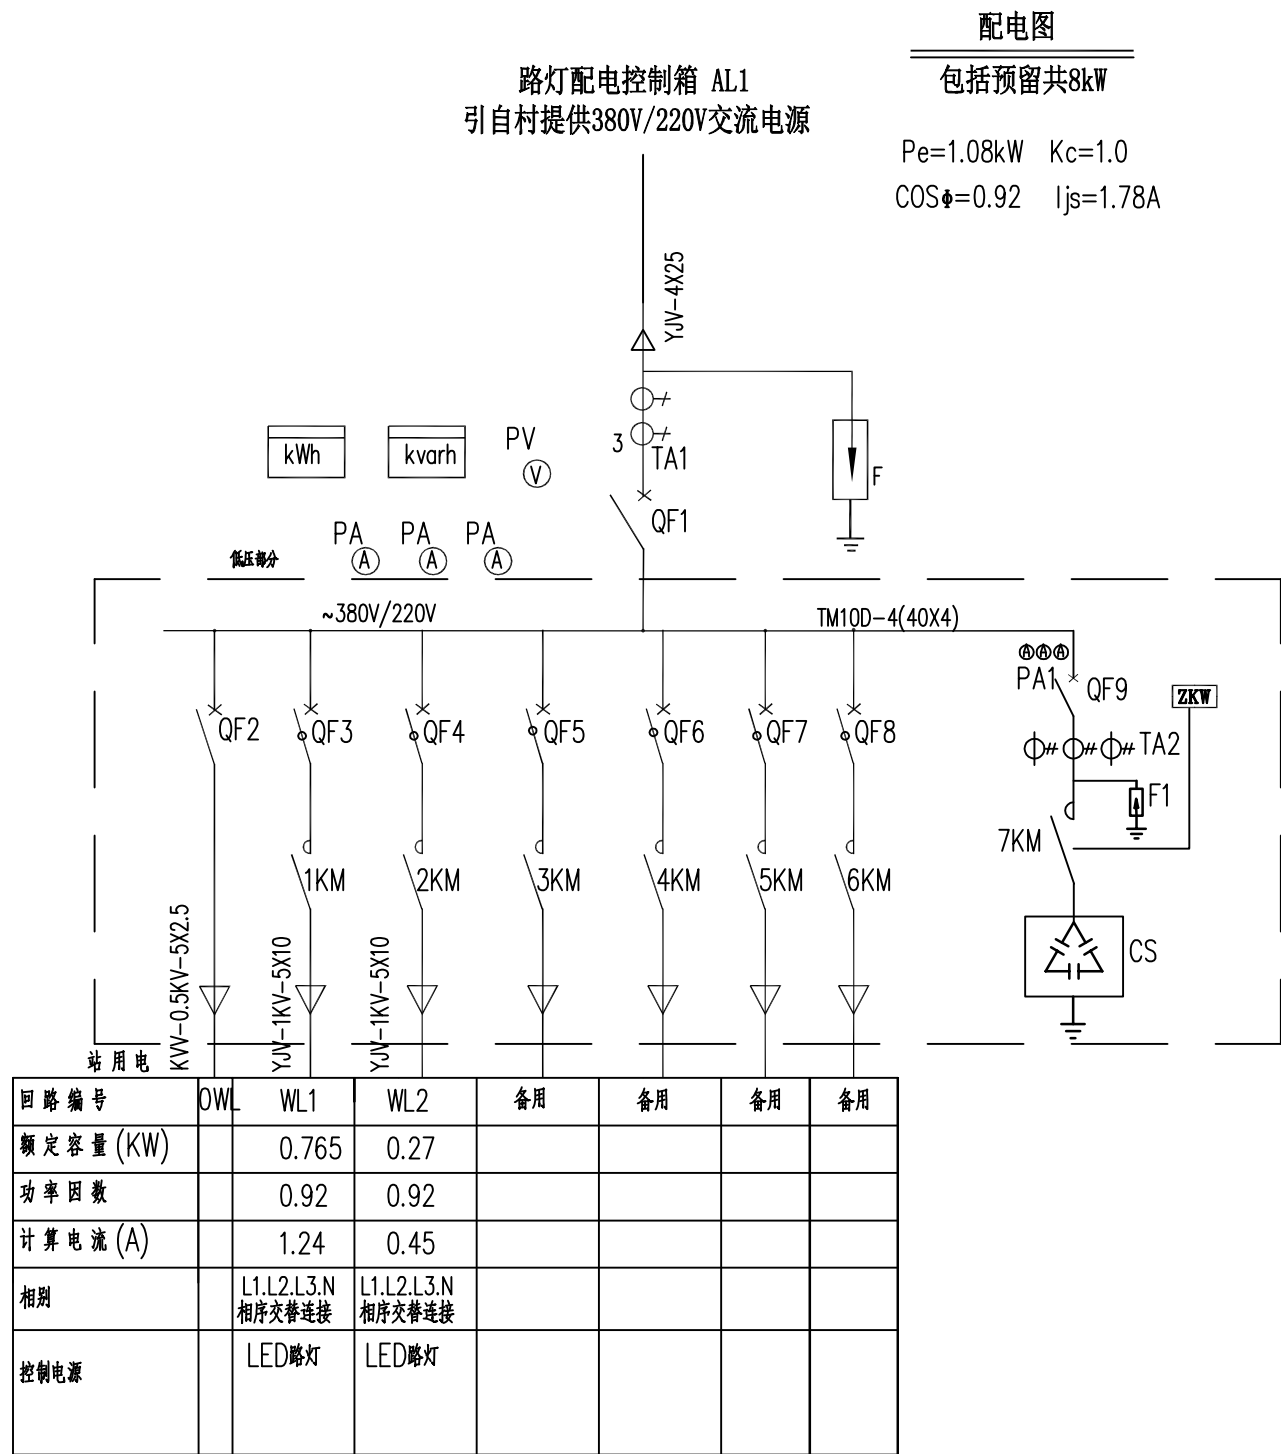 配电图
包括预留共8kW
路灯配电控制箱 AL1
引自村提供380V/220V交流电源
Pe=1.08kW Kc=1.0
COSΦ=0.92 Ijs=1.78A
YJV-4X25
kWh
kvarh
PV
V
3
TA1
F
QF1
PA
PA
PA
A
A
A
低压部分
~380V/220V
TM10D-4(40X4)
AAA
PA1
QF9
ZKW
QF2
QF3
QF4
QF5
QF6
QF7
QF8
TA2
F1
7KM
1KM
2KM
3KM
4KM
5KM
6KM
CS
KVV-0.5KV-5X2.5
YJV-1KV-5X10
YJV-1KV-5X10
站用电
回路编号 0WL WL1 WL2 备用 备用 备用 备用
额定容量(KW) 0.765 0.27
功率因数 0.92 0.92
计算电流(A) 1.24 0.45
相别 L1.L2.L3.N 相序交替连接 L1.L2.L3.N 相序交替连接
控制电源 LED路灯 LED路灯